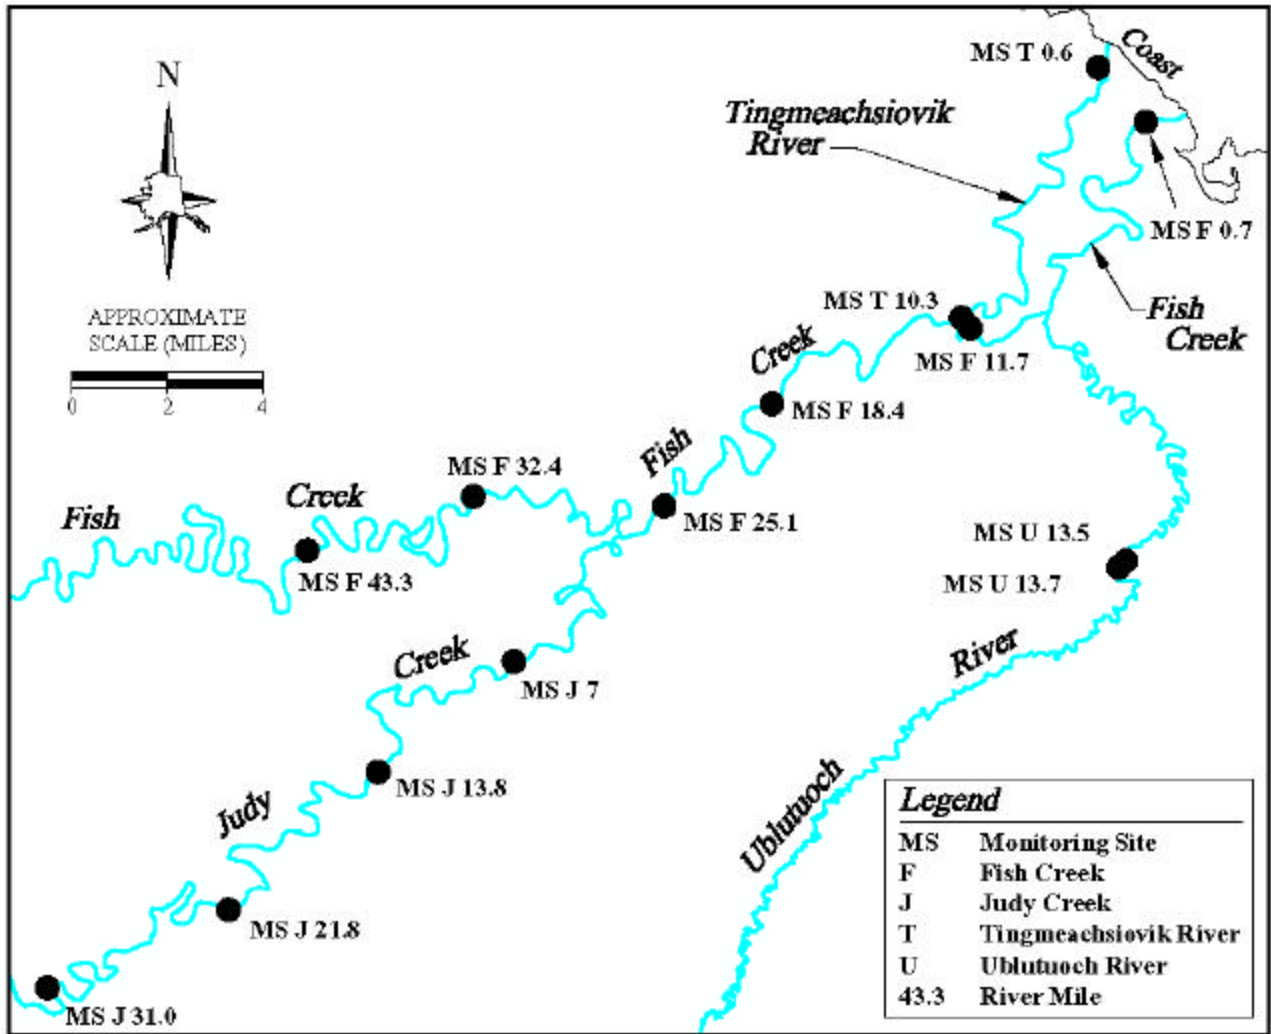 N
APPROXIMATE
SCALE (MILES)
0 2 4
Coast
MS T 0.6
Tingmeachsiovik
River
MS F 0.7
Fish
Creek
MS T 10.3
MS F 11.7
Creek
MS F 18.4
Fish
MS F 25.1
MS F 32.4
Creek
Fish
MS F 43.3
MS U 13.5
MS U 13.7
River
Ublutuoch
Creek
MS J 7
MS J 13.8
Judy
MS J 21.8
MS J 31.0
Legend
MS Monitoring Site
F Fish Creek
J Judy Creek
T Tingmeachsiovik River
U Ublutuoch River
43.3 River Mile